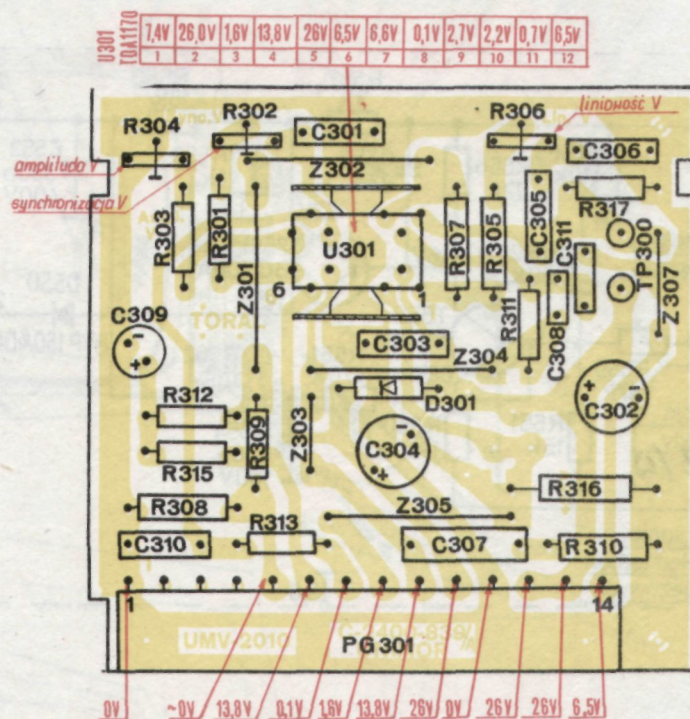 U301 TDA1170 7,4V 26,0V 1,6V 13,8V 26V 6,5V 6,6V 0,1V 2,7V 2,2V 0,7V 6,5V
1 2 3 4 5 6 7 8 9 10 11 12
R304 R302 C301 R306 linioność V
amplituda V Z302 C306
synchronizacja V R317
R303 R301 Z301 U301 R307 R305 C305 C311 TP300 Z307
6 1
TORAL
C309 R311 C308
C303 Z304
D301 C302
R312 R309 Z303
R315 C304
R308 Z305 R316
R313
C310 C307 R310
1 14
UMV-2010
PG301
0V ~0V 13,8V 0,1V 1,6V 13,8V 26V 0V 26V 26V 6,5V